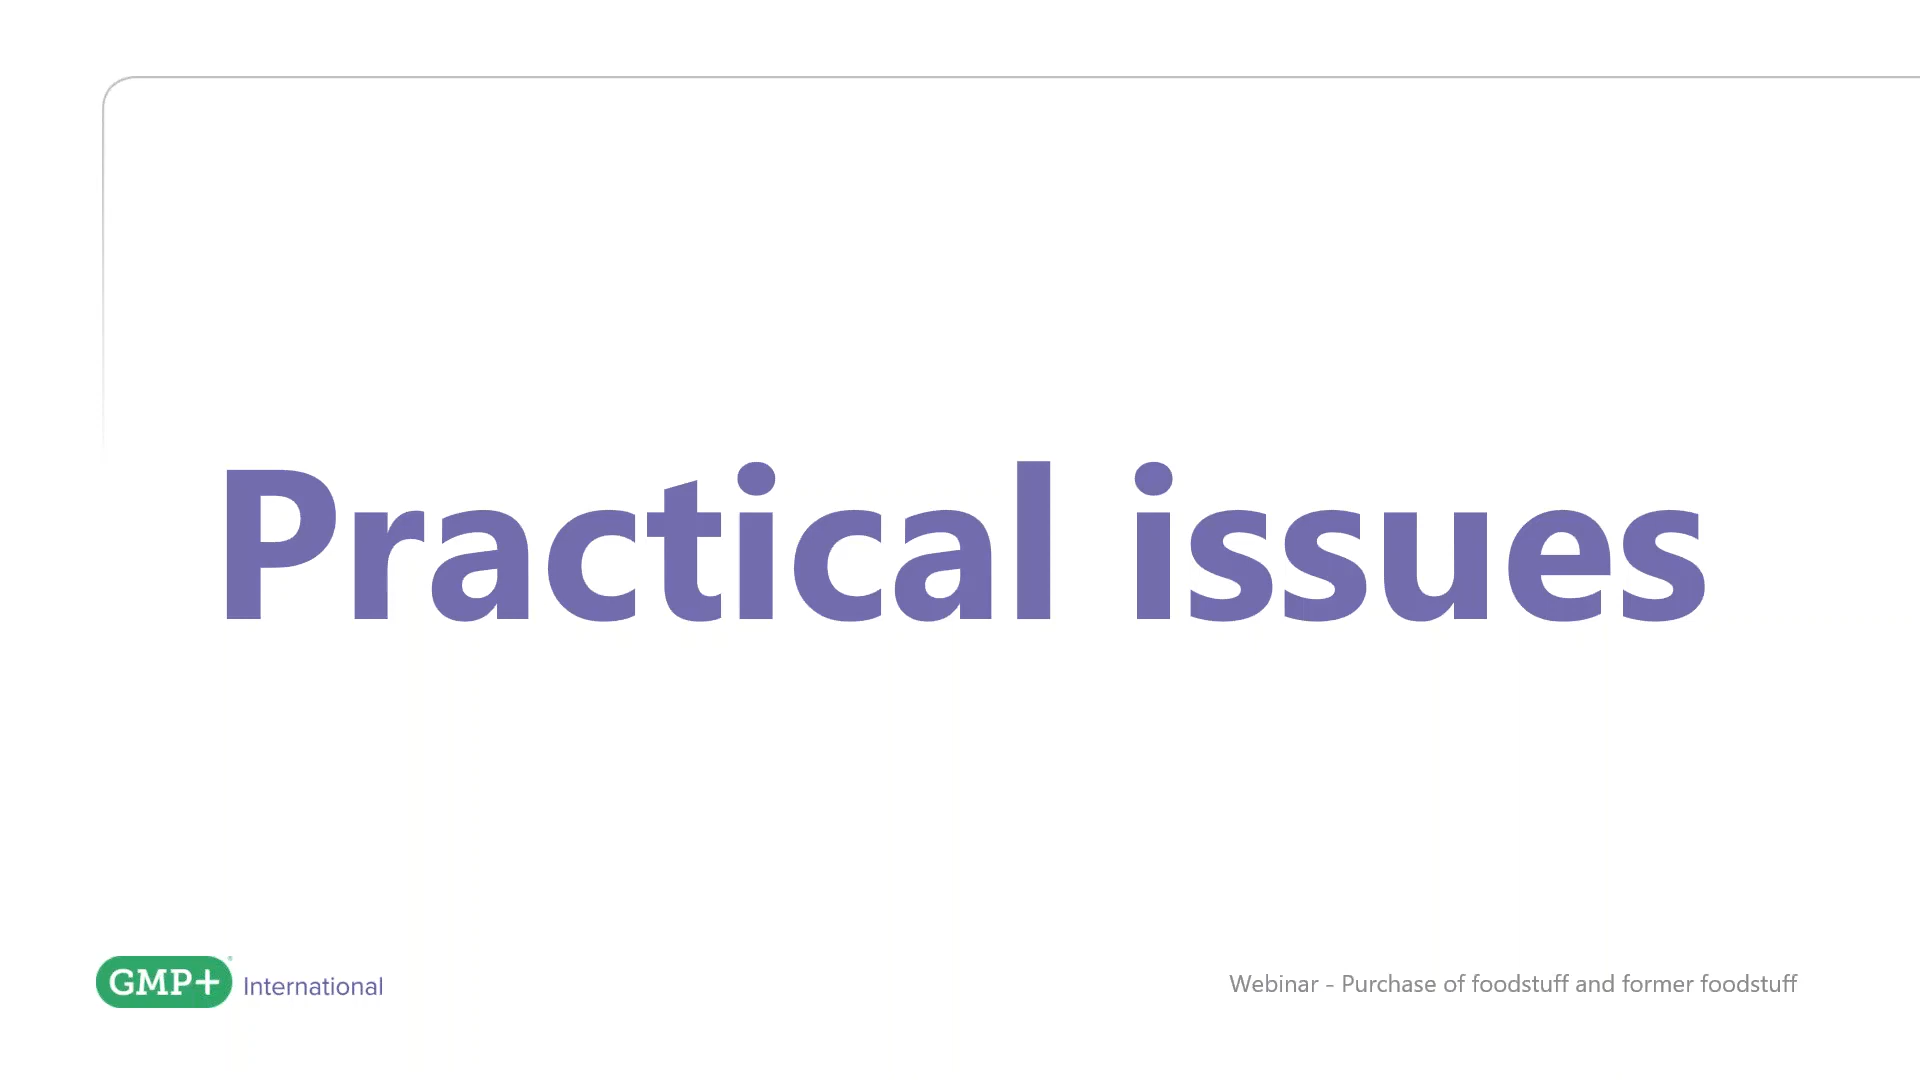 Practical issues
GMP+ International
Webinar - Purchase of foodstuff and former foodstuff